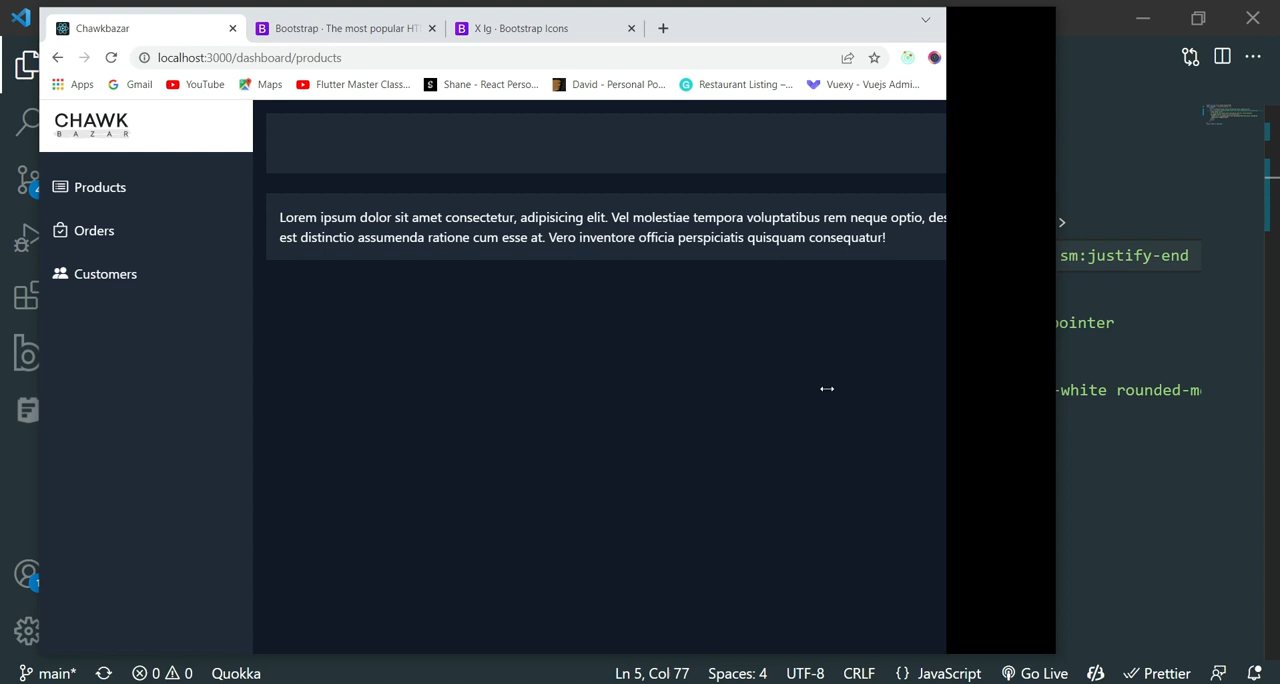 Chawkbazar
Bootstrap · The most popular HT
X lg · Bootstrap Icons
localhost:3000/dashboard/products
Apps
Gmail
YouTube
Maps
Flutter Master Class...
Shane - React Perso...
David - Personal Po...
Restaurant Listing –...
Vuexy - Vuejs Admi...
CHAWK
BAZAR
Products
Orders
Customers
Lorem ipsum dolor sit amet consectetur, adipisicing elit. Vel molestiae tempora voluptatibus rem neque optio, des
est distinctio assumenda ratione cum esse at. Vero inventore officia perspiciatis quisquam consequatur!
>
sm:justify-end
pointer
-white rounded-m
main*
0
0
Quokka
Ln 5, Col 77
Spaces: 4
UTF-8
CRLF
{ } JavaScript
Go Live
Prettier